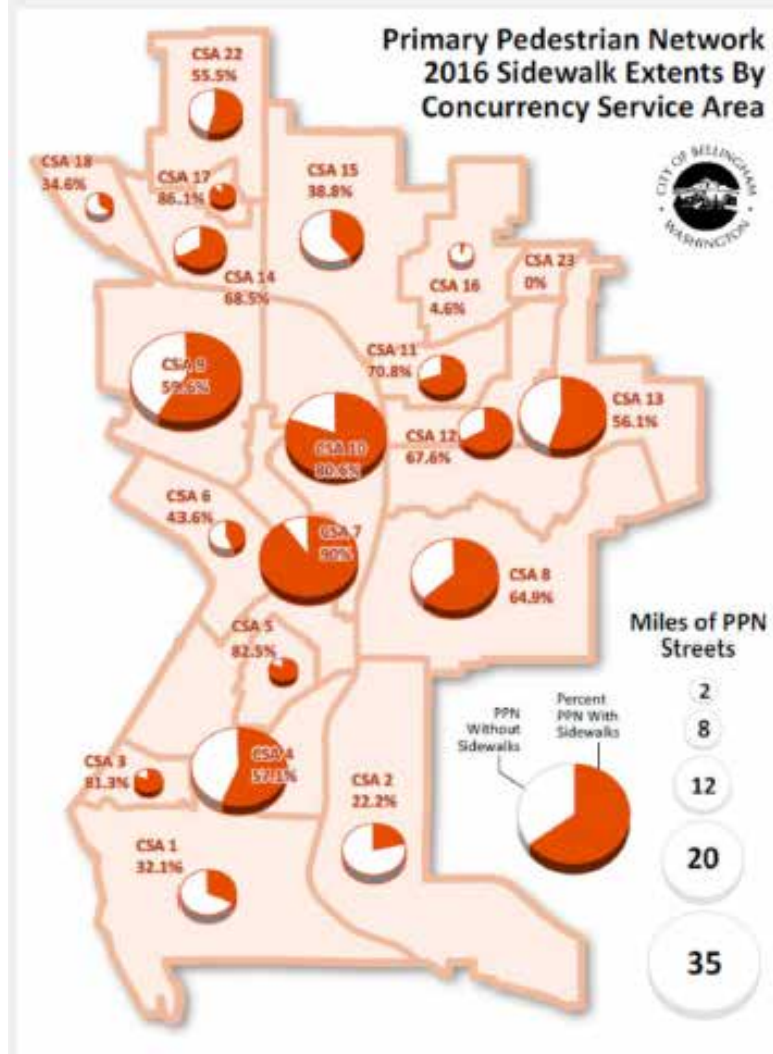 Primary Pedestrian Network
2016 Sidewalk Extents By
Concurrency Service Area
CITY OF BELLINGHAM
WASHINGTON
CSA 22
55.5%
CSA 18
34.6%
CSA 17
86.1%
CSA 15
38.8%
CSA 14
68.5%
CSA 16
4.6%
CSA 23
0%
CSA 9
59.6%
CSA 11
70.8%
CSA 13
56.1%
CSA 12
67.6%
CSA 10
80.6%
CSA 6
43.6%
CSA 7
90%
CSA 8
64.9%
CSA 5
82.5%
CSA 4
57.1%
CSA 3
81.3%
CSA 2
22.2%
CSA 1
32.1%
Miles of PPN
Streets
2
8
12
20
35
PPN
Without
Sidewalks
Percent
PPN With
Sidewalks